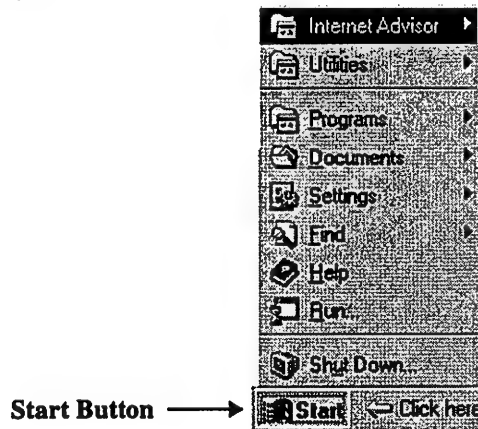 Internet Advisor
Utilities
Programs
Documents
Settings
Find
Help
Run...
Shut Down...
Start Button
Start
Click here